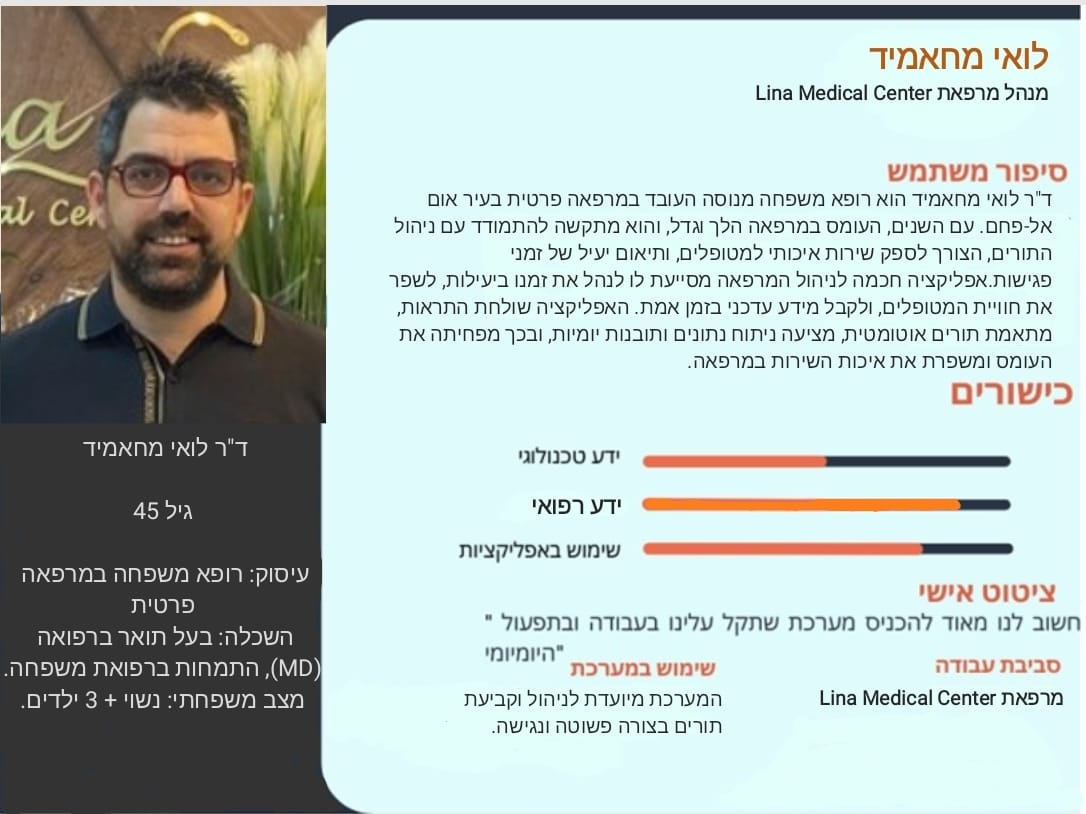 לואי מחאמיד
מנהל מרפאת Lina Medical Center
סיפור משתמש
ד"ר לואי מחאמיד הוא רופא משפחה מנוסה העובד במרפאה פרטית בעיר אום
אל-פחם. עם השנים, העומס במרפאה הלך וגדל, והוא מתקשה להתמודד עם ניהול
התורים, הצורך לספק שירות איכותי למטופלים, ותיאום יעיל של זמני
פגישות.אפליקציה חכמה לניהול המרפאה מסייעת לו לנהל את זמנו ביעילות, לשפר
את חוויית המטופלים, ולקבל מידע עדכני בזמן אמת. האפליקציה שולחת התראות,
מתאמת תורים אוטומטית, מציעה ניתוח נתונים ותובנות יומיות, ובכך מפחיתה את
העומס ומשפרת את איכות השירות במרפאה.
כישורים
ידע טכנולוגי
ידע רפואי
שימוש באפליקציות
ציטוט אישי
חשוב לנו מאוד להכניס מערכת שתקל עלינו בעבודה ובתפעול "
היומיומי"
סביבת עבודה
מרפאת Lina Medical Center
שימוש במערכת
המערכת מיועדת לניהול וקביעת
תורים בצורה פשוטה ונגישה.
a
al Cen
ד"ר לואי מחאמיד
גיל 45
עיסוק: רופא משפחה במרפאה
פרטית
השכלה: בעל תואר ברפואה
(MD), התמחות ברפואת משפחה.
מצב משפחתי: נשוי + 3 ילדים.